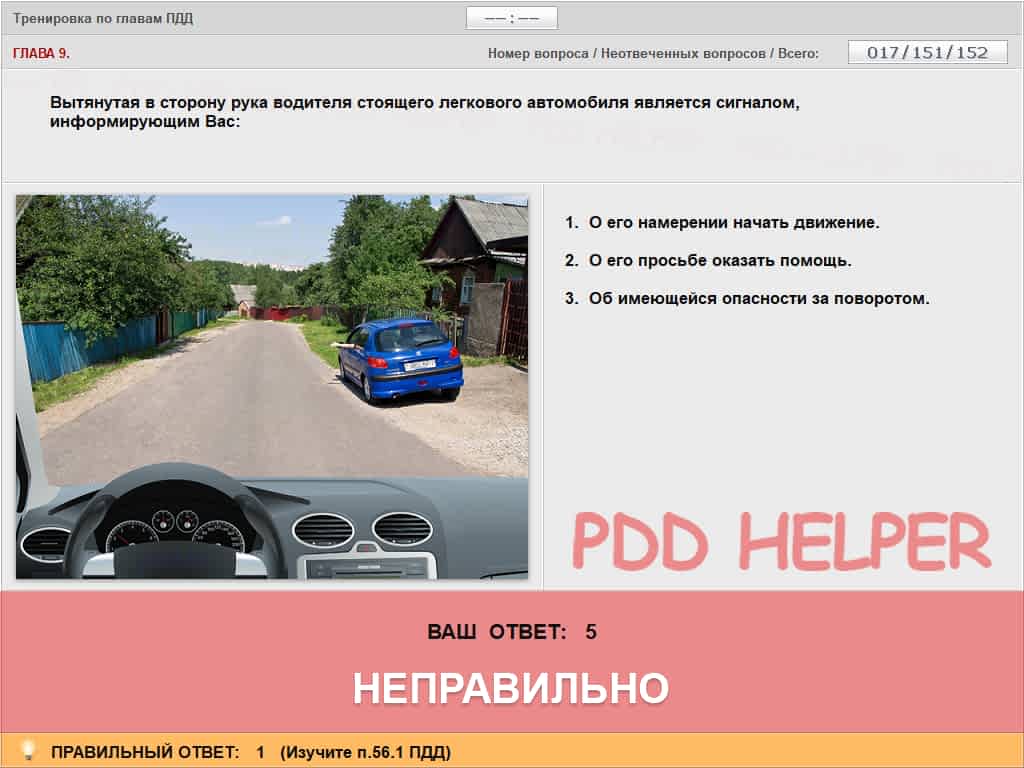 Тренировка по главам ПДД
—— : ——
ГЛАВА 9.
Номер вопроса / Неотвеченных вопросов / Всего:
017/151/152
Вытянутая в сторону рука водителя стоящего легкового автомобиля является сигналом,
информирующим Вас:
1. О его намерении начать движение.
2. О его просьбе оказать помощь.
3. Об имеющейся опасности за поворотом.
PDD HELPER
ВАШ ОТВЕТ: 5
НЕПРАВИЛЬНО
ПРАВИЛЬНЫЙ ОТВЕТ: 1 (Изучите п.56.1 ПДД)